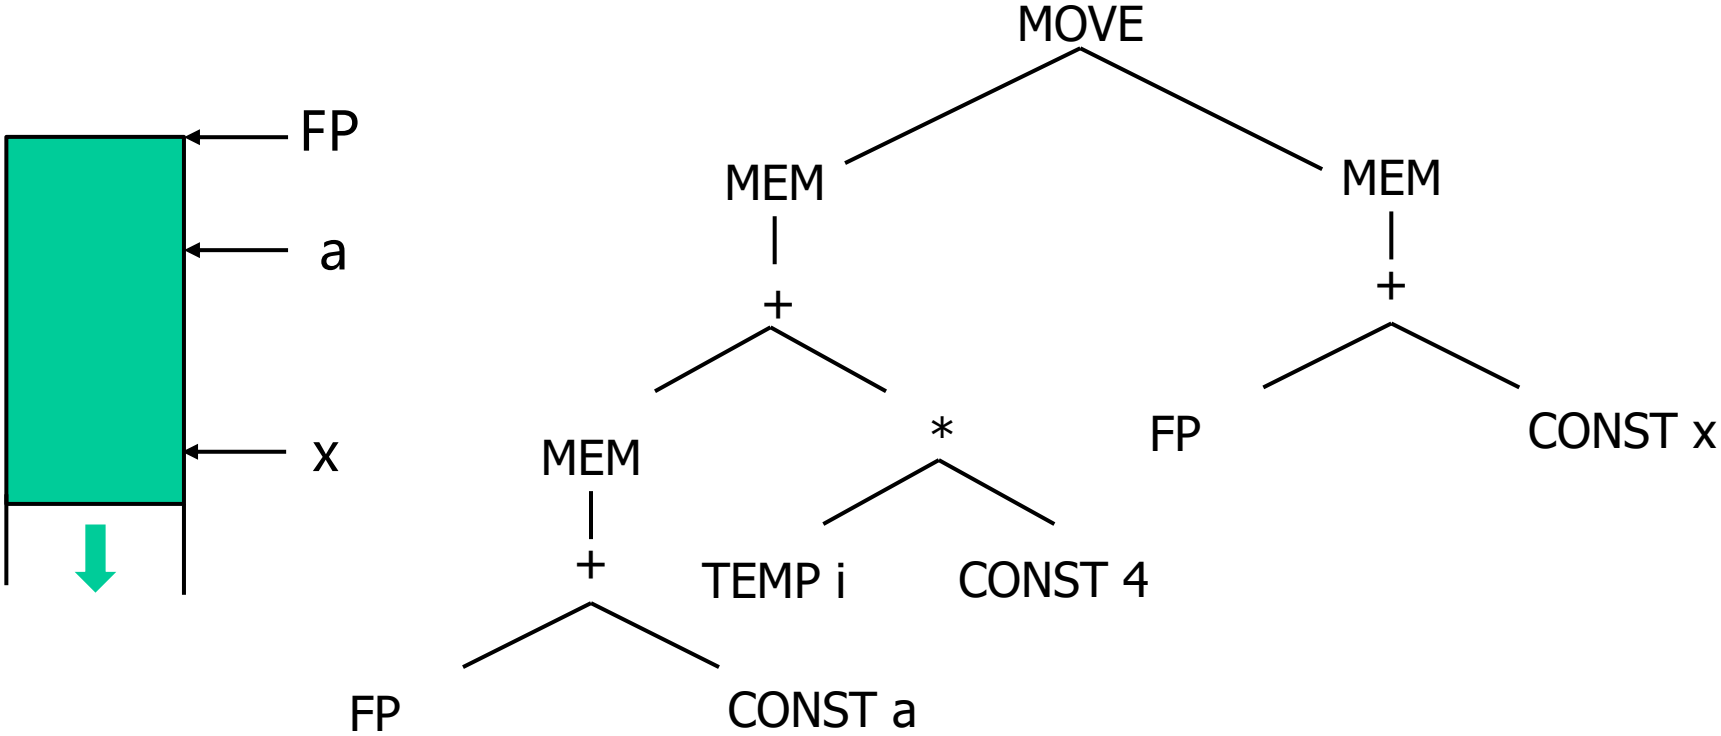 MOVE
FP
MEM
MEM
a
+
+
x
MEM
*
FP
CONST x
+
TEMP i
CONST 4
FP
CONST a